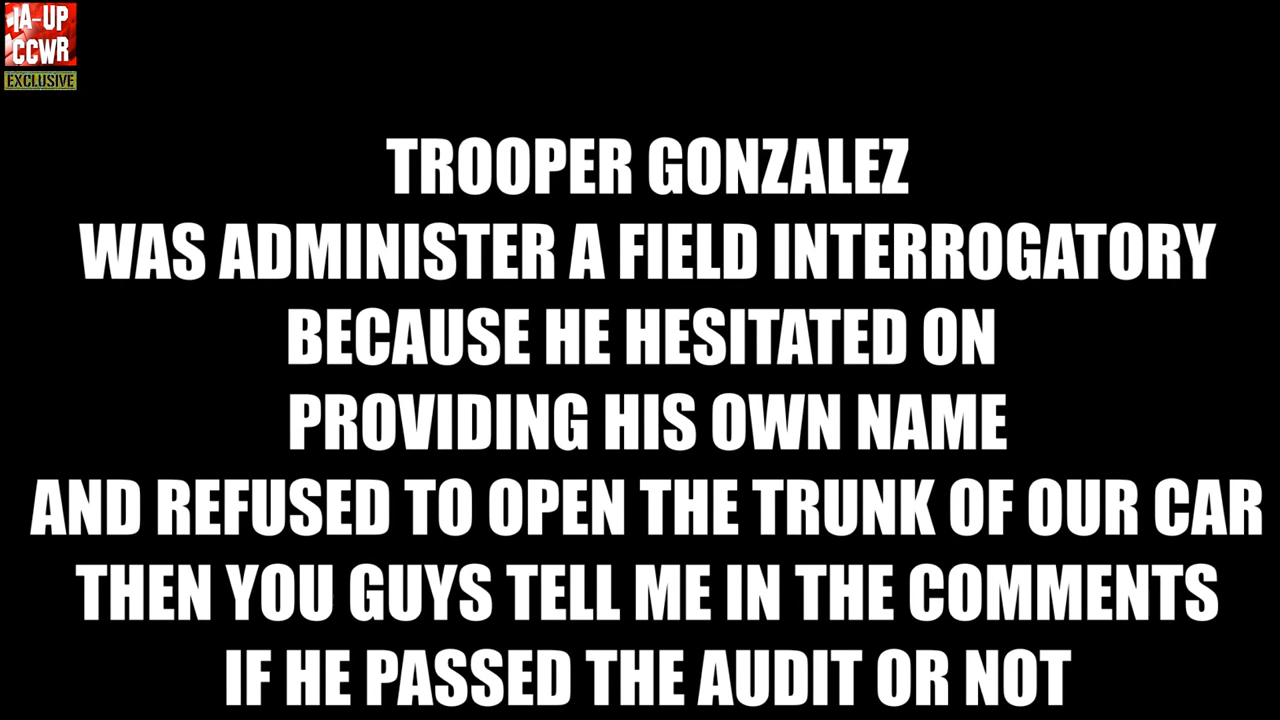 IA-UP
CCWR
EXCLUSIVE
TROOPER GONZALEZ
WAS ADMINISTER A FIELD INTERROGATORY
BECAUSE HE HESITATED ON
PROVIDING HIS OWN NAME
AND REFUSED TO OPEN THE TRUNK OF OUR CAR
THEN YOU GUYS TELL ME IN THE COMMENTS
IF HE PASSED THE AUDIT OR NOT